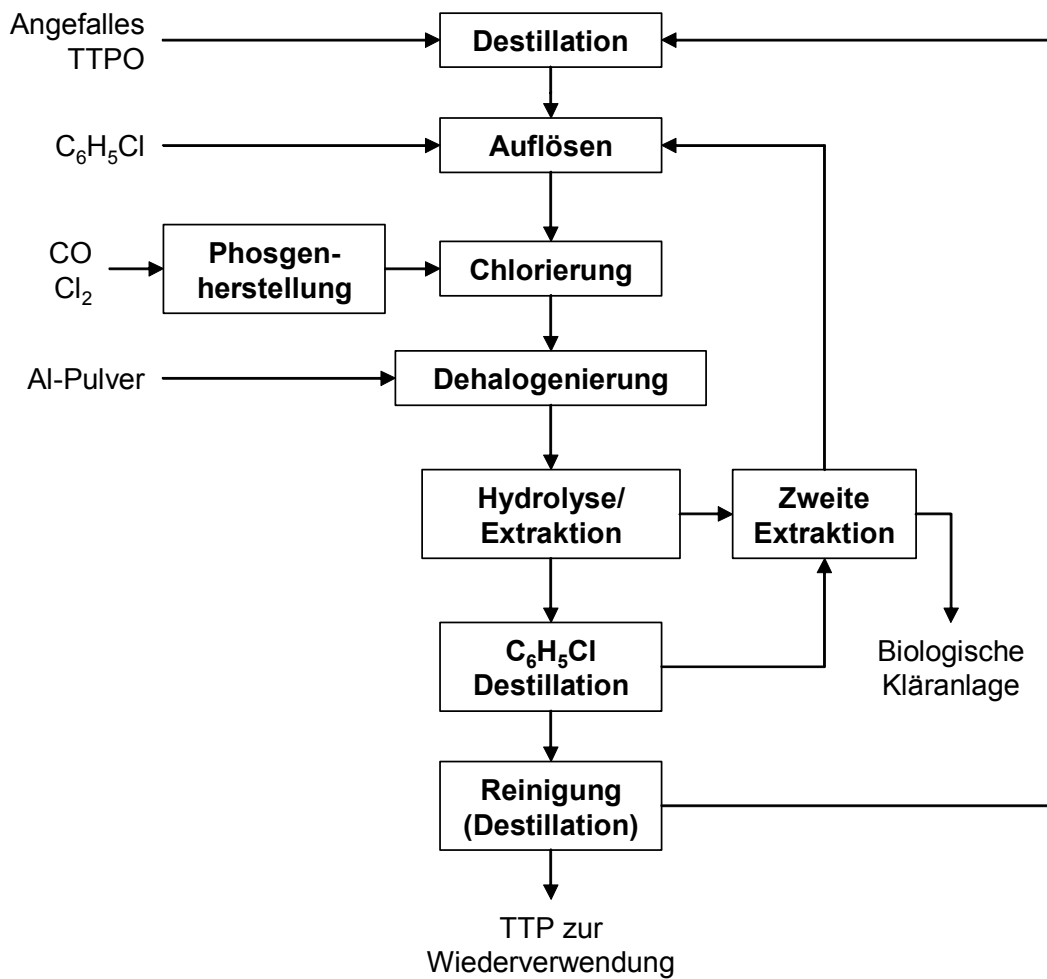 Angefalles
TTPO
Destillation
C₆H₅Cl
Auflösen
CO
Cl₂
Phosgen-
herstellung
Chlorierung
Al-Pulver
Dehalogenierung
Hydrolyse/
Extraktion
Zweite
Extraktion
C₆H₅Cl
Destillation
Biologische
Kläranlage
Reinigung
(Destillation)
TTP zur
Wiederverwendung